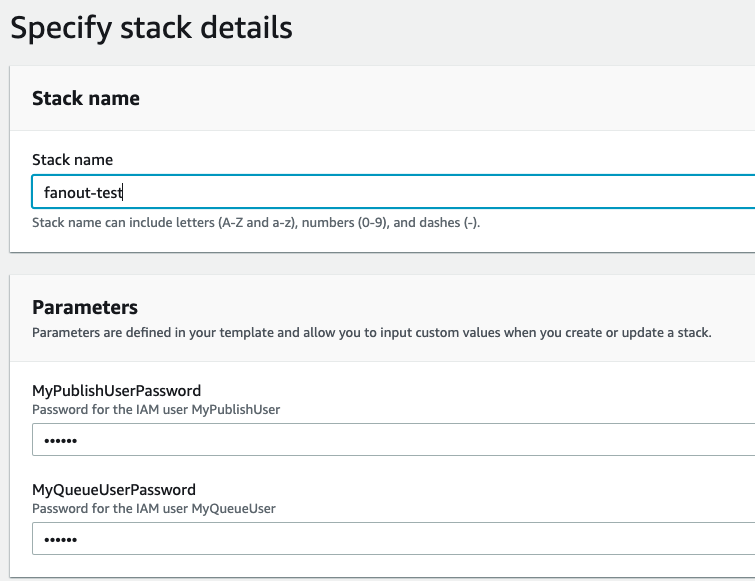 Specify stack details
Stack name
Stack name
fanout-test
Stack name can include letters (A-Z and a-z), numbers (0-9), and dashes (-).
Parameters
Parameters are defined in your template and allow you to input custom values when you create or update a stack.
MyPublishUserPassword
Password for the IAM user MyPublishUser
••••••
MyQueueUserPassword
Password for the IAM user MyQueueUser
••••••